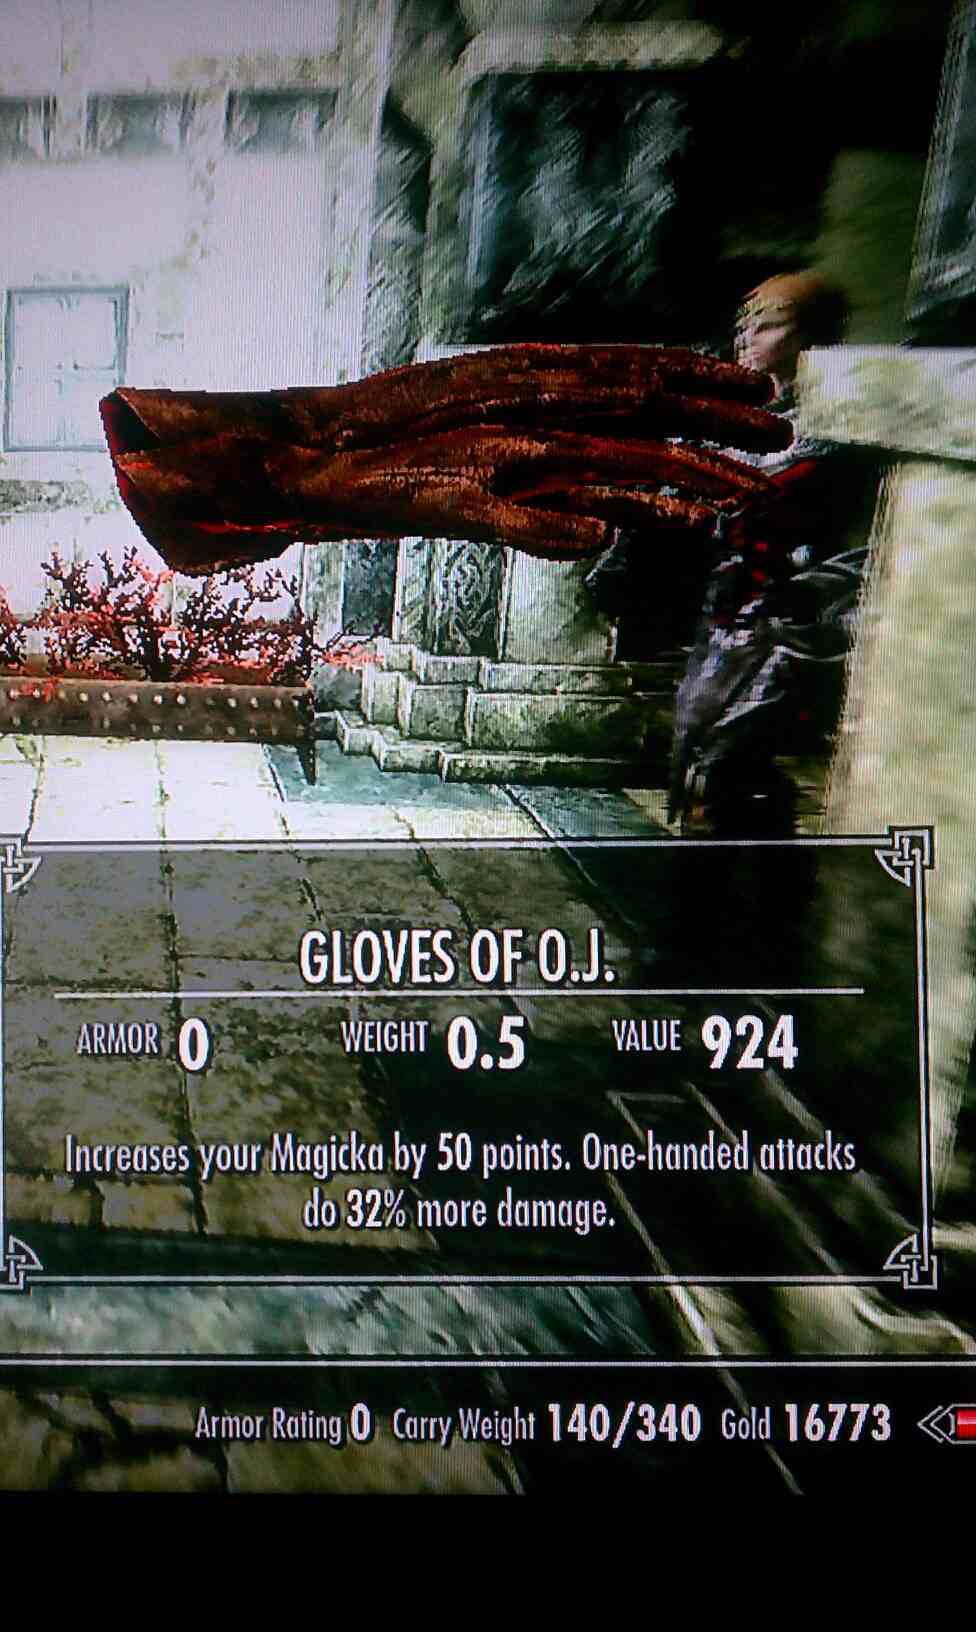 GLOVES OF O.J.
ARMOR 0 WEIGHT 0.5 VALUE 924
Increases your Magicka by 50 points. One-handed attacks
do 32% more damage.
Armor Rating 0 Carry Weight 140/340 Gold 16773